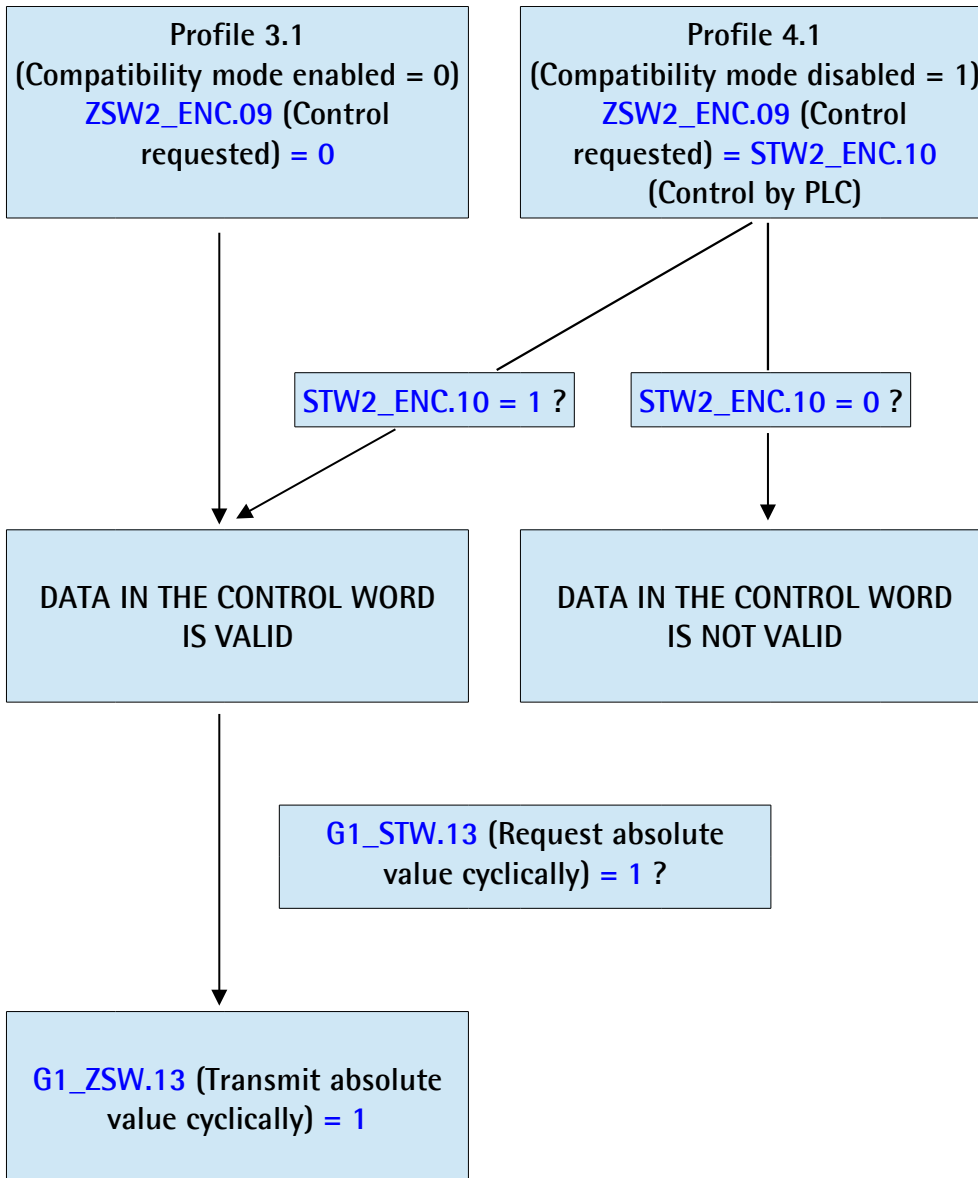 Profile 3.1
(Compatibility mode enabled = 0)
ZSW2_ENC.09 (Control
requested) = 0
Profile 4.1
(Compatibility mode disabled = 1)
ZSW2_ENC.09 (Control
requested) = STW2_ENC.10
(Control by PLC)
STW2_ENC.10 = 1 ?
STW2_ENC.10 = 0 ?
DATA IN THE CONTROL WORD
IS VALID
DATA IN THE CONTROL WORD
IS NOT VALID
G1_STW.13 (Request absolute
value cyclically) = 1 ?
G1_ZSW.13 (Transmit absolute
value cyclically) = 1